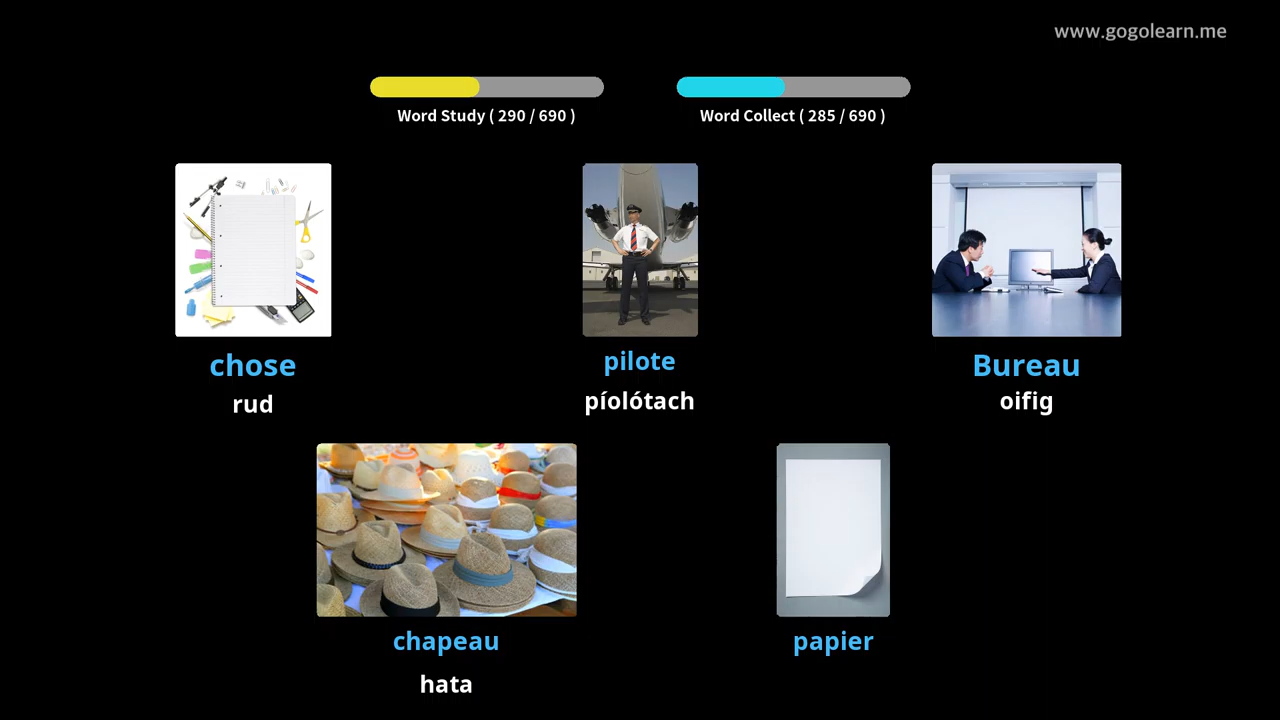 www.gogolearn.me
Word Study ( 290 / 690 )
Word Collect ( 285 / 690 )
chose
rud
pilote
píolótach
Bureau
oifig
chapeau
hata
papier